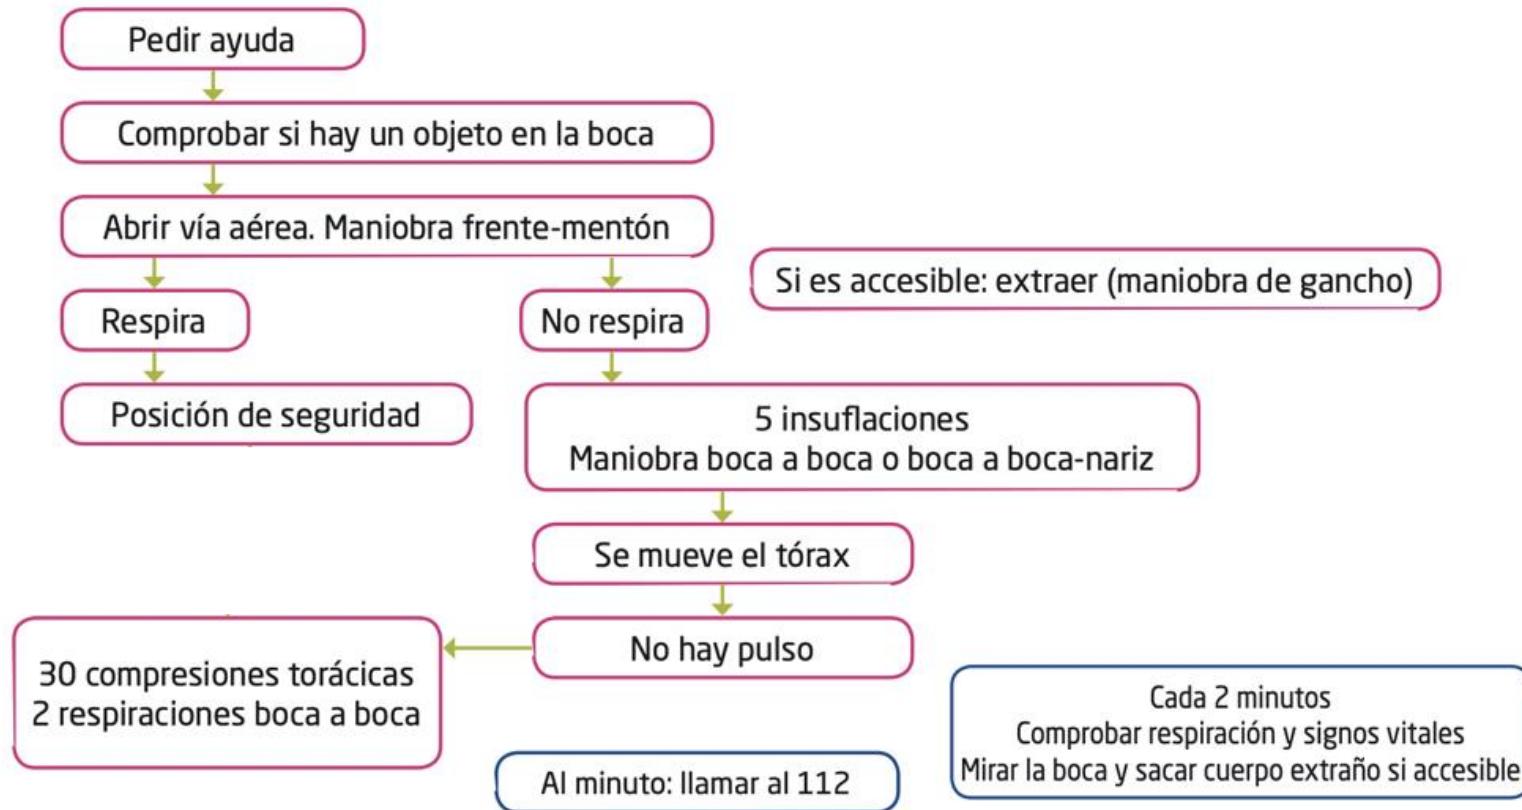 Pedir ayuda
Comprobar si hay un objeto en la boca
Abrir vía aérea. Maniobra frente-mentón
Si es accesible: extraer (maniobra de gancho)
Respira
No respira
Posición de seguridad
5 insuflaciones
Maniobra boca a boca o boca a boca-nariz
Se mueve el tórax
No hay pulso
30 compresiones torácicas
2 respiraciones boca a boca
Cada 2 minutos
Comprobar respiración y signos vitales
Mirar la boca y sacar cuerpo extraño si accesible
Al minuto: llamar al 112